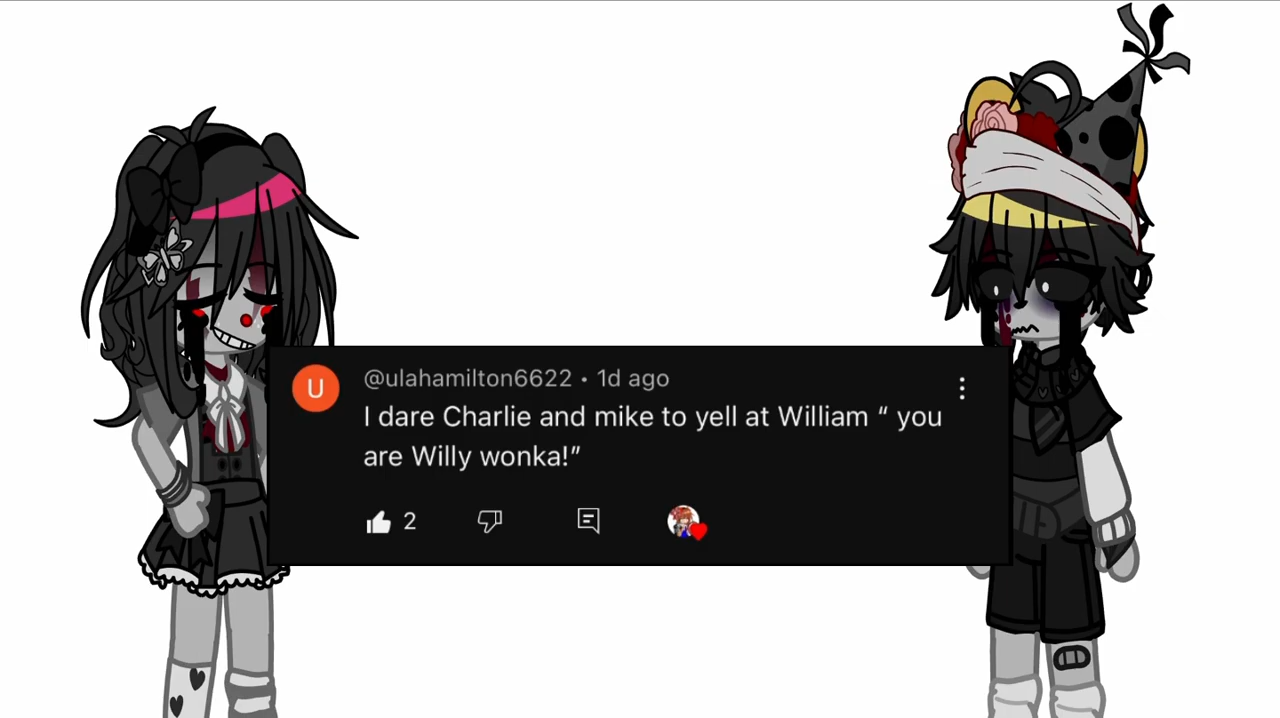 U
@ulahamilton6622 • 1d ago
I dare Charlie and mike to yell at William “ you
are Willy wonka!”
2